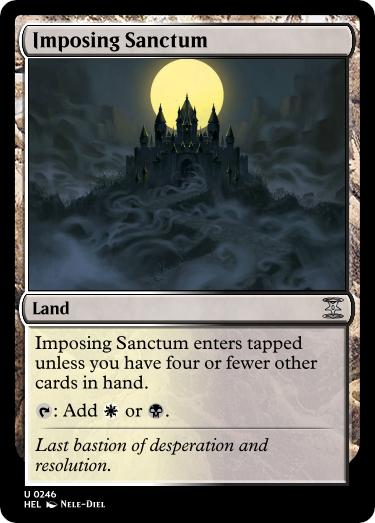 Imposing Sanctum
Land
Imposing Sanctum enters tapped
unless you have four or fewer other
cards in hand.
: Add or .
Last bastion of desperation and
resolution.
U 0246
HEL Nele-Diel